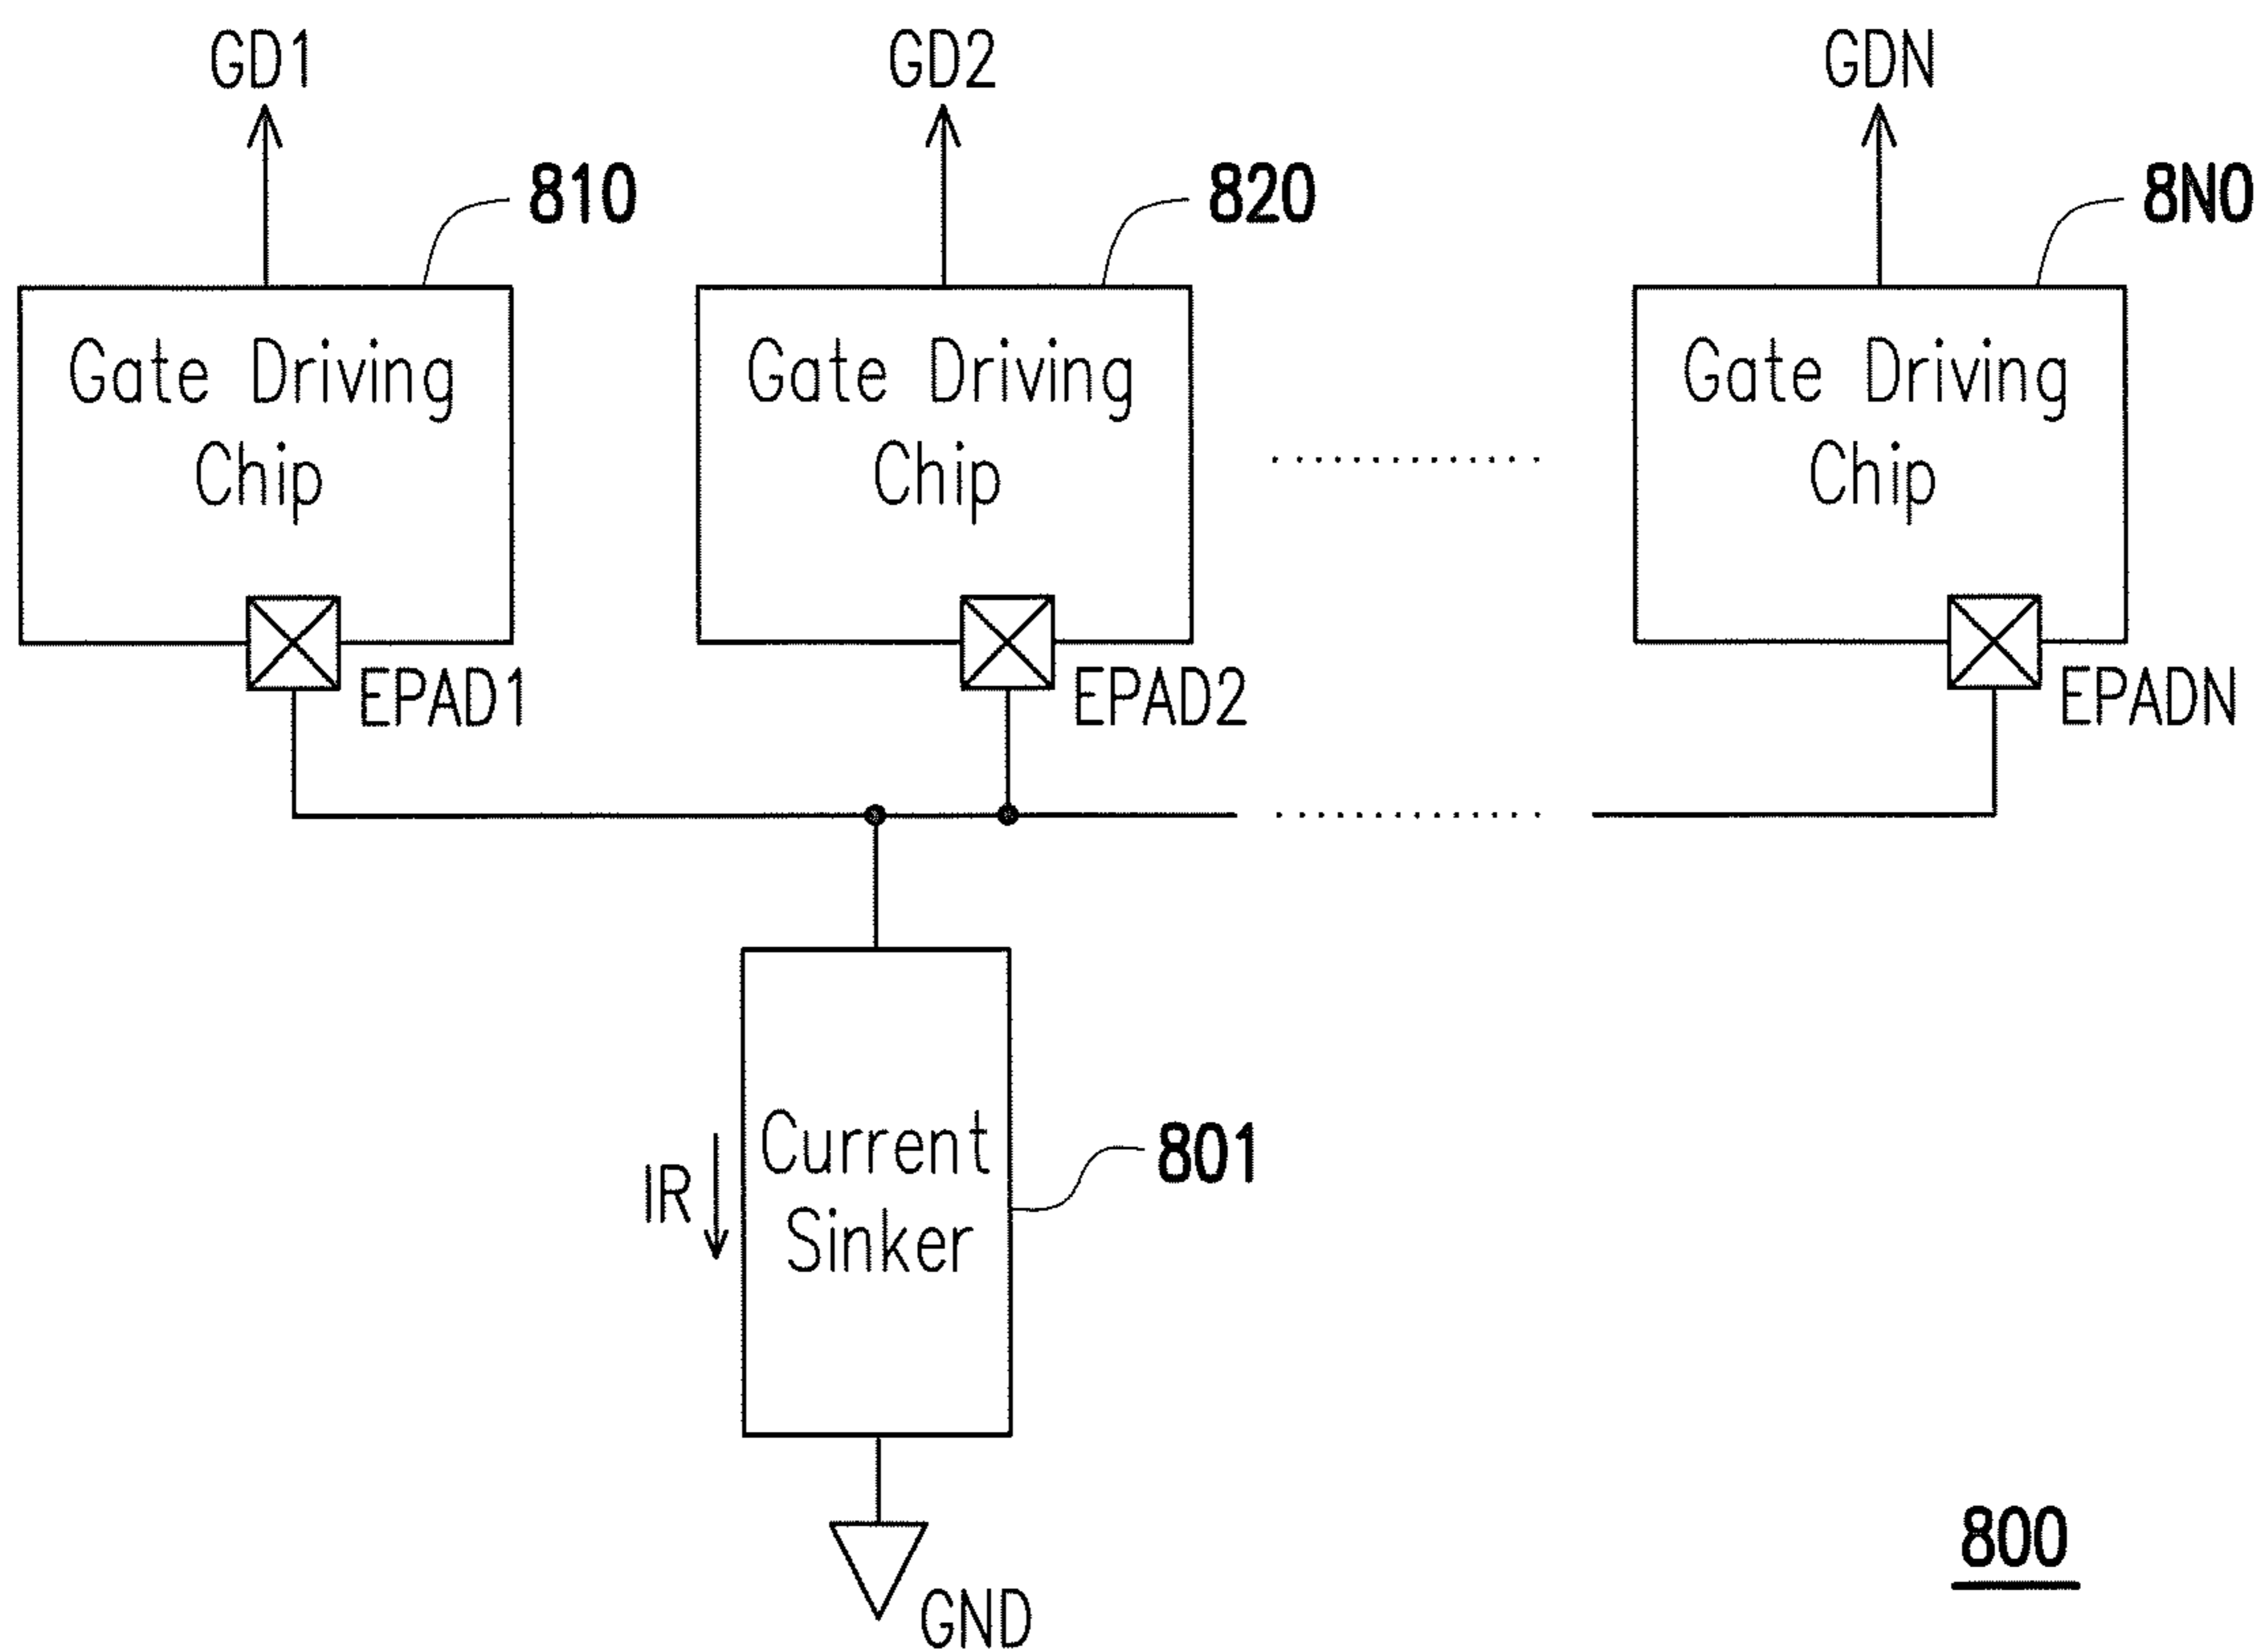 GD1
GD2
GDN
810
820
8N0
Gate Driving
Chip
Gate Driving
Chip
Gate Driving
Chip
EPAD1
EPAD2
EPADN
Current
Sinker
IR
801
GND
800